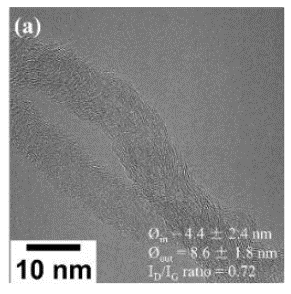 (a)
Ø_in = 4.4 ± 2.4 nm
Ø_out = 8.6 ± 1.8 nm
I_D/I_G ratio = 0.72
10 nm